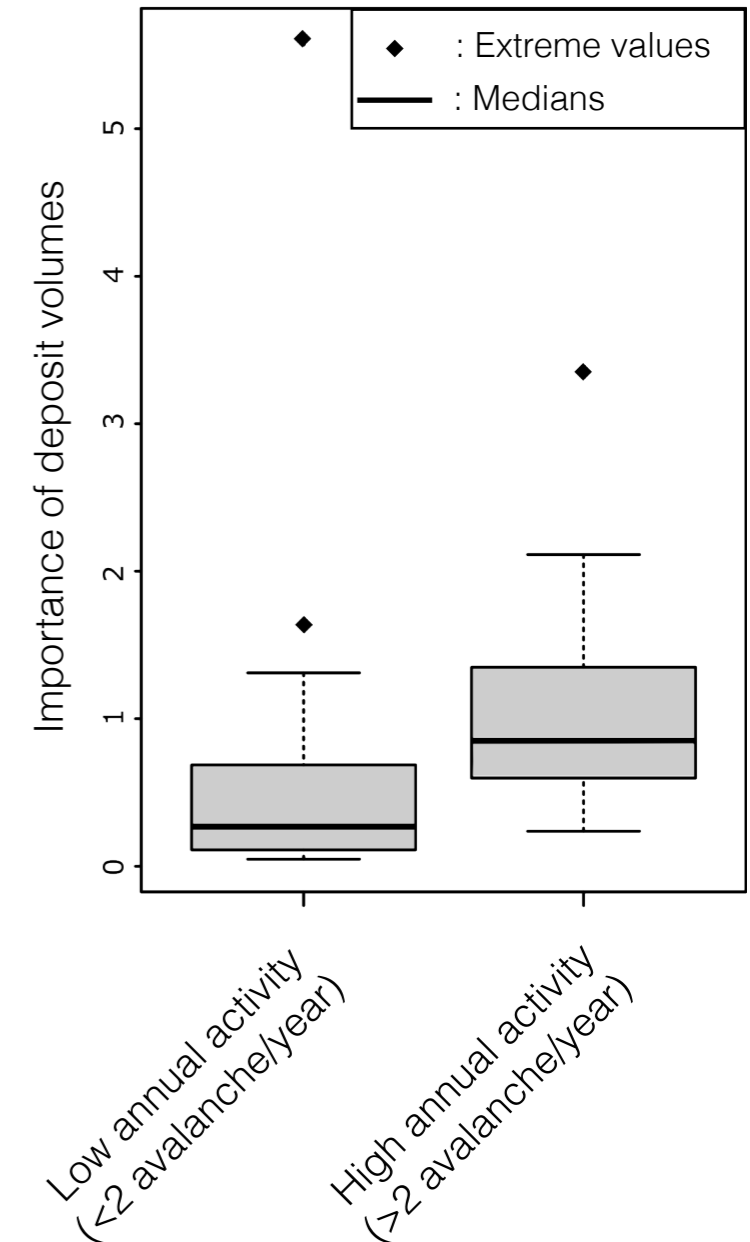 : Extreme values
: Medians
Importance of deposit volumes
5
4
3
2
1
0
Low annual activity
(<2 avalanche/year)
High annual activity
(>2 avalanche/year)